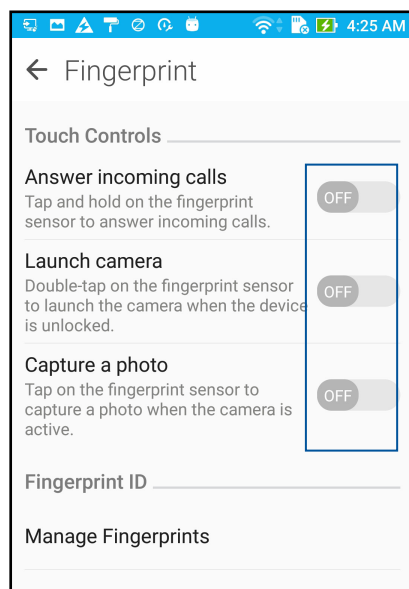 4:25 AM
Fingerprint
Touch Controls
Answer incoming calls
Tap and hold on the fingerprint
sensor to answer incoming calls.
OFF
Launch camera
Double-tap on the fingerprint sensor
to launch the camera when the device
is unlocked.
OFF
Capture a photo
Tap on the fingerprint sensor to
capture a photo when the camera is
active.
OFF
Fingerprint ID
Manage Fingerprints